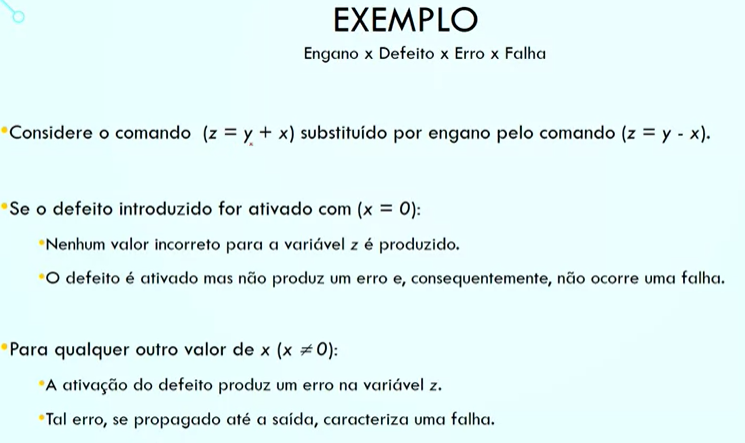 EXEMPLO
Engano x Defeito x Erro x Falha
•Considere o comando (z = y + x) substituído por engano pelo comando (z = y - x).
•Se o defeito introduzido for ativado com (x = 0):
•Nenhum valor incorreto para a variável z é produzido.
•O defeito é ativado mas não produz um erro e, consequentemente, não ocorre uma falha.
•Para qualquer outro valor de x (x ≠ 0):
•A ativação do defeito produz um erro na variável z.
•Tal erro, se propagado até a saída, caracteriza uma falha.